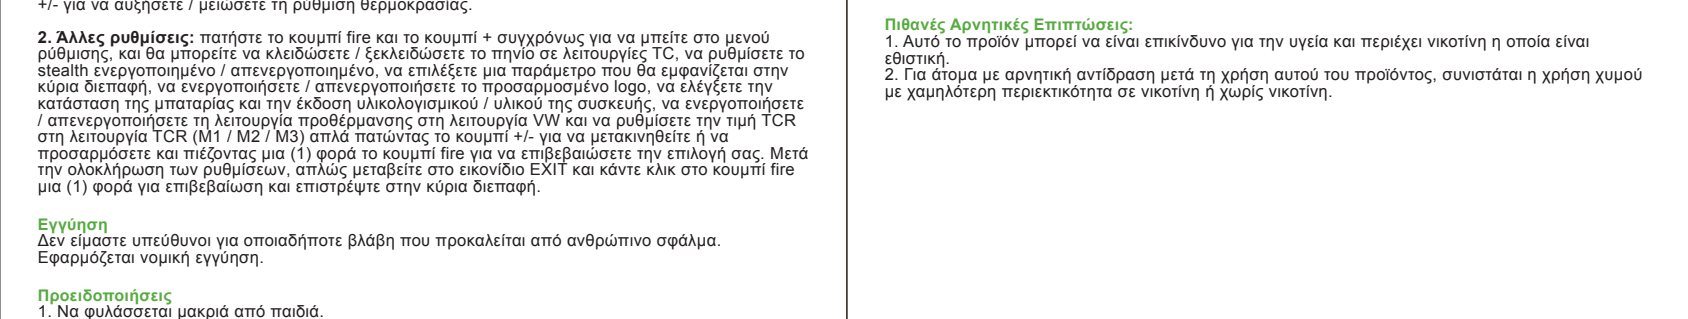 +/- για να αυξήσετε / μειώσετε τη ρύθμιση θερμοκρασίας.
2. Άλλες ρυθμίσεις: πατήστε το κουμπί fire και το κουμπί + συγχρόνως για να μπείτε στο μενού
ρύθμισης, και θα μπορείτε να κλειδώσετε / ξεκλειδώσετε το πηνίο σε λειτουργίες TC, να ρυθμίσετε το
stealth ενεργοποιημένο / απενεργοποιημένο, να επιλέξετε μια παράμετρο που θα εμφανίζεται στην
κύρια διεπαφή, να ενεργοποιήσετε / απενεργοποιήσετε το προσαρμοσμένο logo, να ελέγξετε την
κατάσταση της μπαταρίας και την έκδοση υλικολογισμικού / υλικού της συσκευής, να ενεργοποιήσετε
/ απενεργοποιήσετε τη λειτουργία προθέρμανσης στη λειτουργία VW και να ρυθμίσετε την τιμή TCR
στη λειτουργία TCR (M1 / M2 / M3) απλά πατώντας το κουμπί +/- για να μετακινηθείτε ή να
προσαρμόσετε και πιέζοντας μια (1) φορά το κουμπί fire για να επιβεβαιώσετε την επιλογή σας. Μετά
την ολοκλήρωση των ρυθμίσεων, απλώς μεταβείτε στο εικονίδιο EXIT και κάντε κλικ στο κουμπί fire
μια (1) φορά για επιβεβαίωση και επιστρέψτε στην κύρια διεπαφή.
Εγγύηση
Δεν είμαστε υπεύθυνοι για οποιαδήποτε βλάβη που προκαλείται από ανθρώπινο σφάλμα.
Εφαρμόζεται νομική εγγύηση.
Προειδοποιήσεις
1. Να φυλάσσεται μακριά από παιδιά.
Πιθανές Αρνητικές Επιπτώσεις:
1. Αυτό το προϊόν μπορεί να είναι επικίνδυνο για την υγεία και περιέχει νικοτίνη η οποία είναι
εθιστική.
2. Για άτομα με αρνητική αντίδραση μετά τη χρήση αυτού του προϊόντος, συνιστάται η χρήση χυμού
με χαμηλότερη περιεκτικότητα σε νικοτίνη ή χωρίς νικοτίνη.